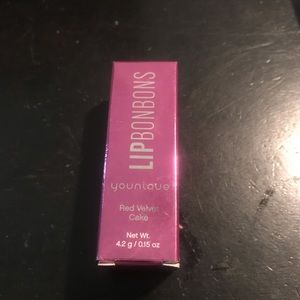 LIPBONBONS
younique
Red Velvet
Cake
Net Wt.
4.2 g / 0.15 oz